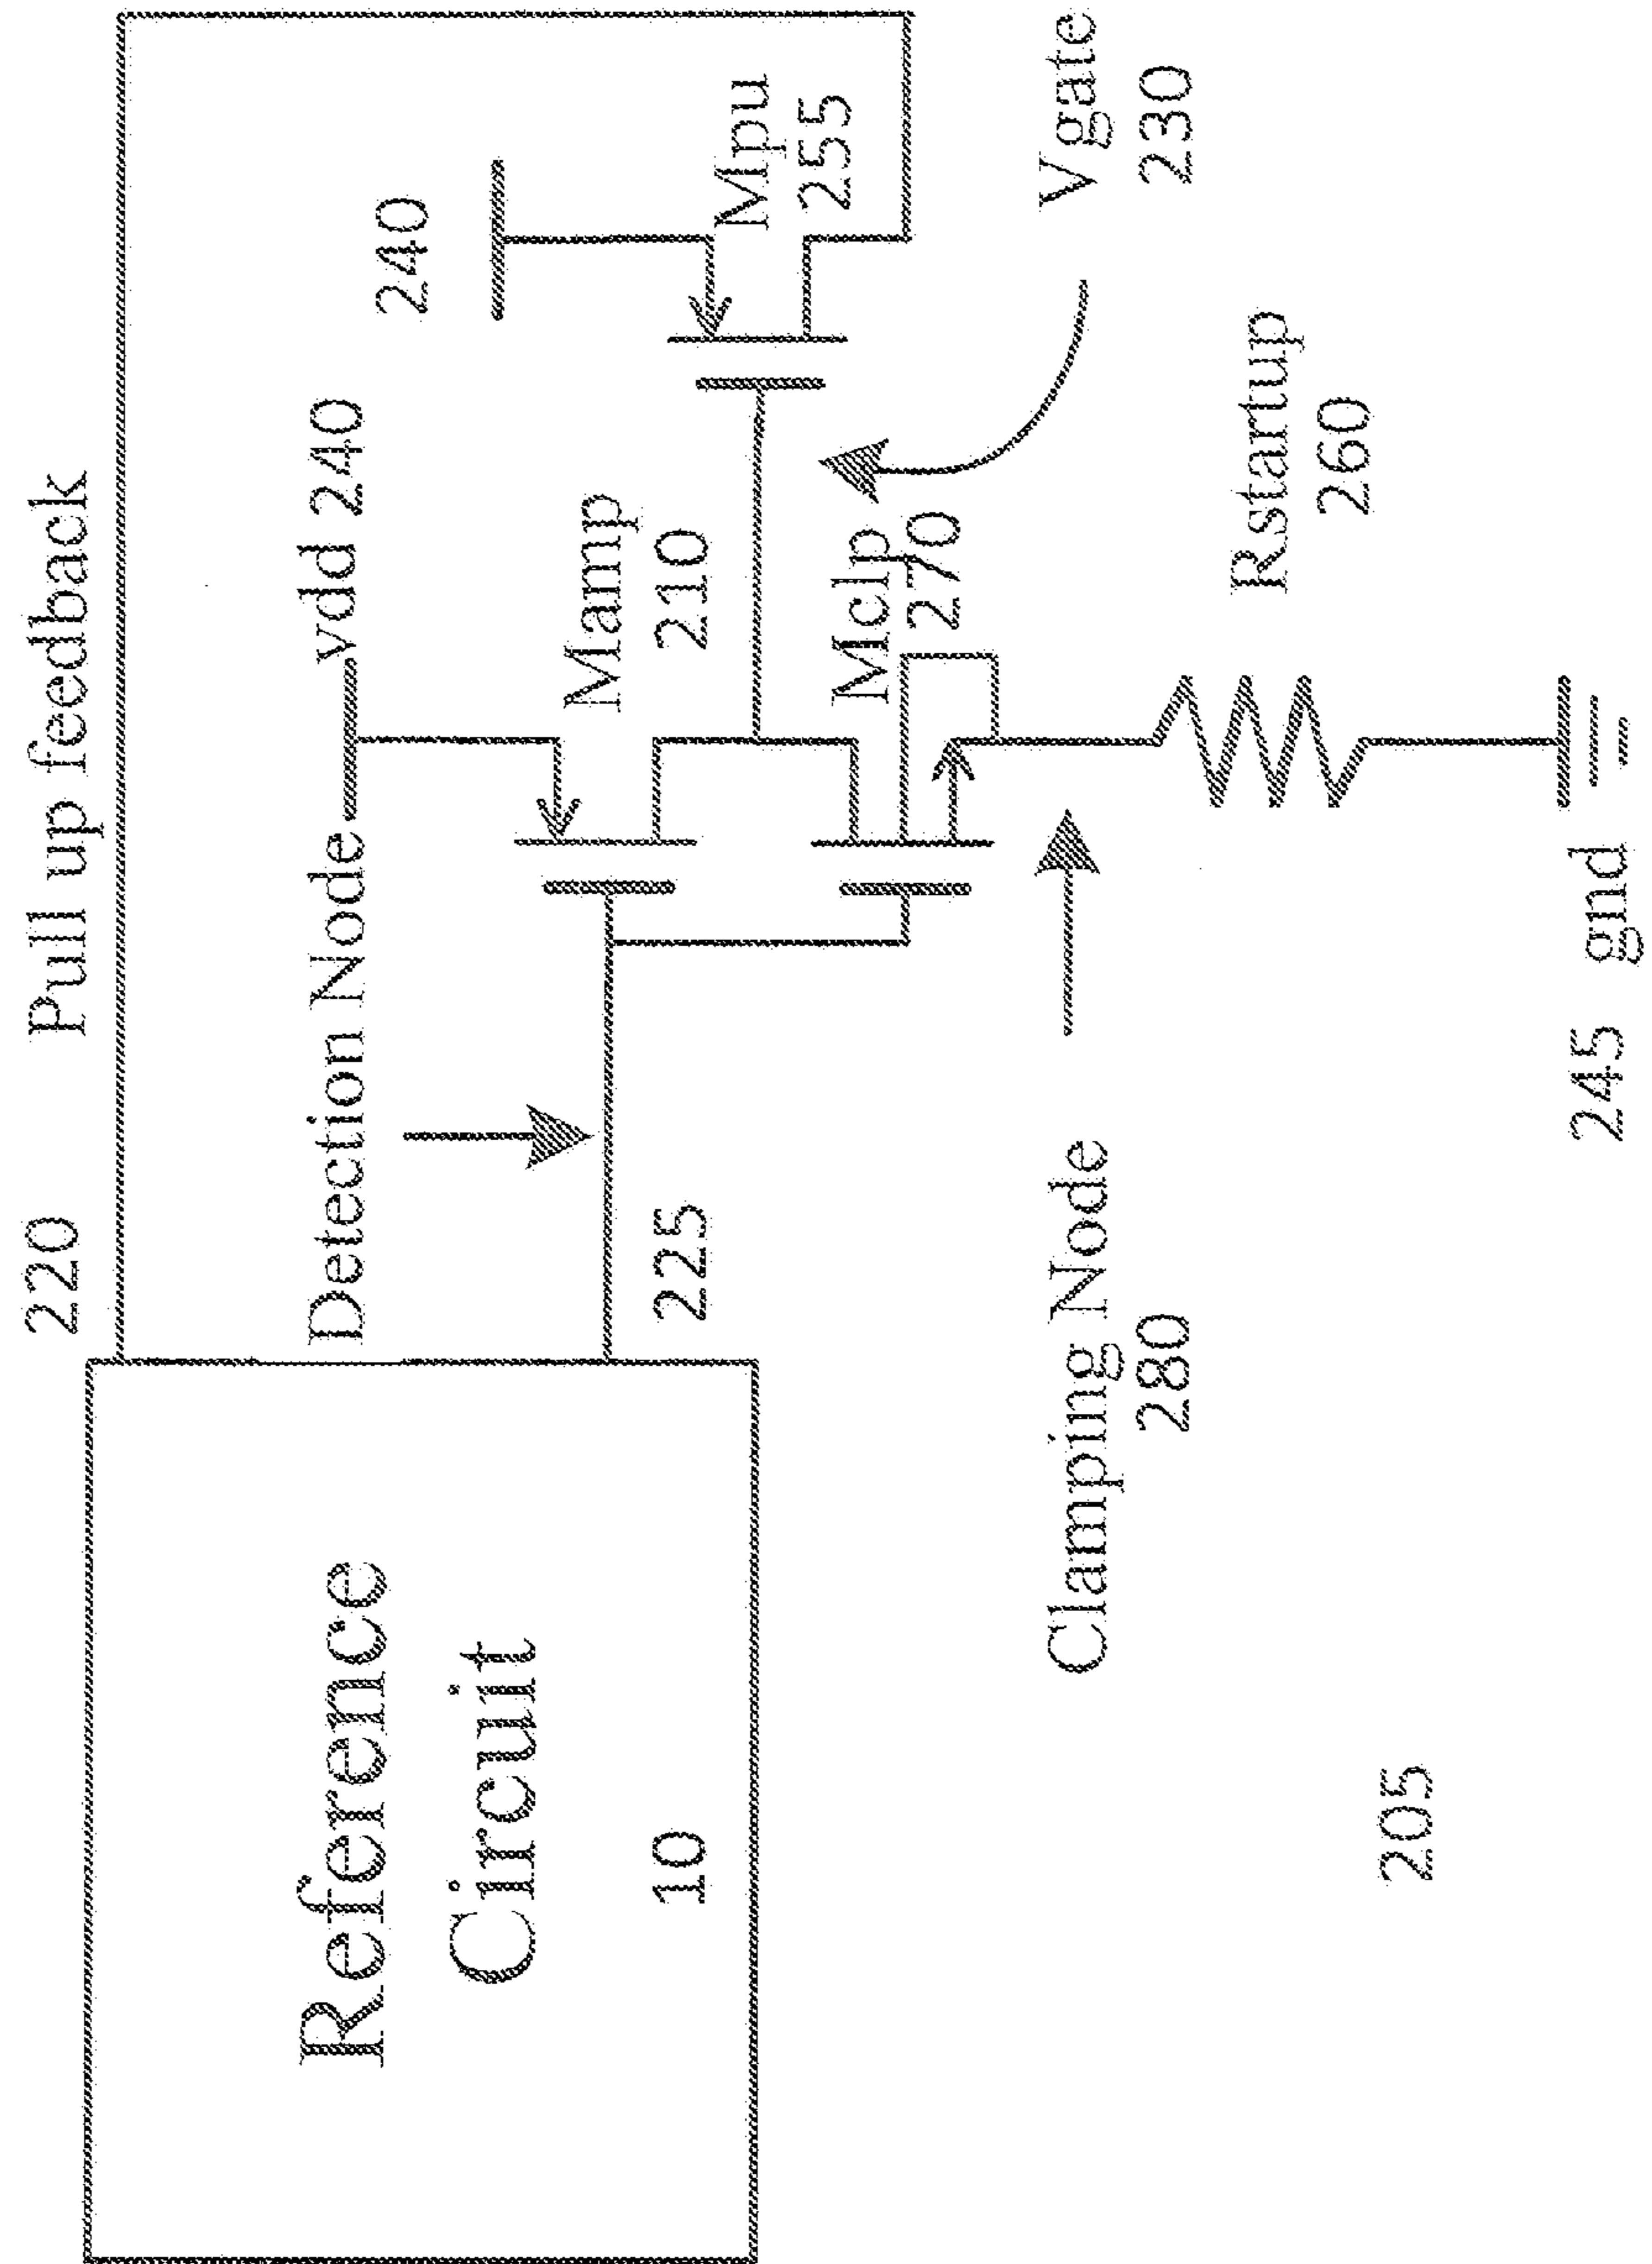 220 Pull up feedback
Detection Node
vdd 240
240
Reference
Circuit
10
225
Mamp
210
Mpu
255
Mclp
270
Vgate
230
Clamping Node
280
Rstartup
260
245 gnd
205